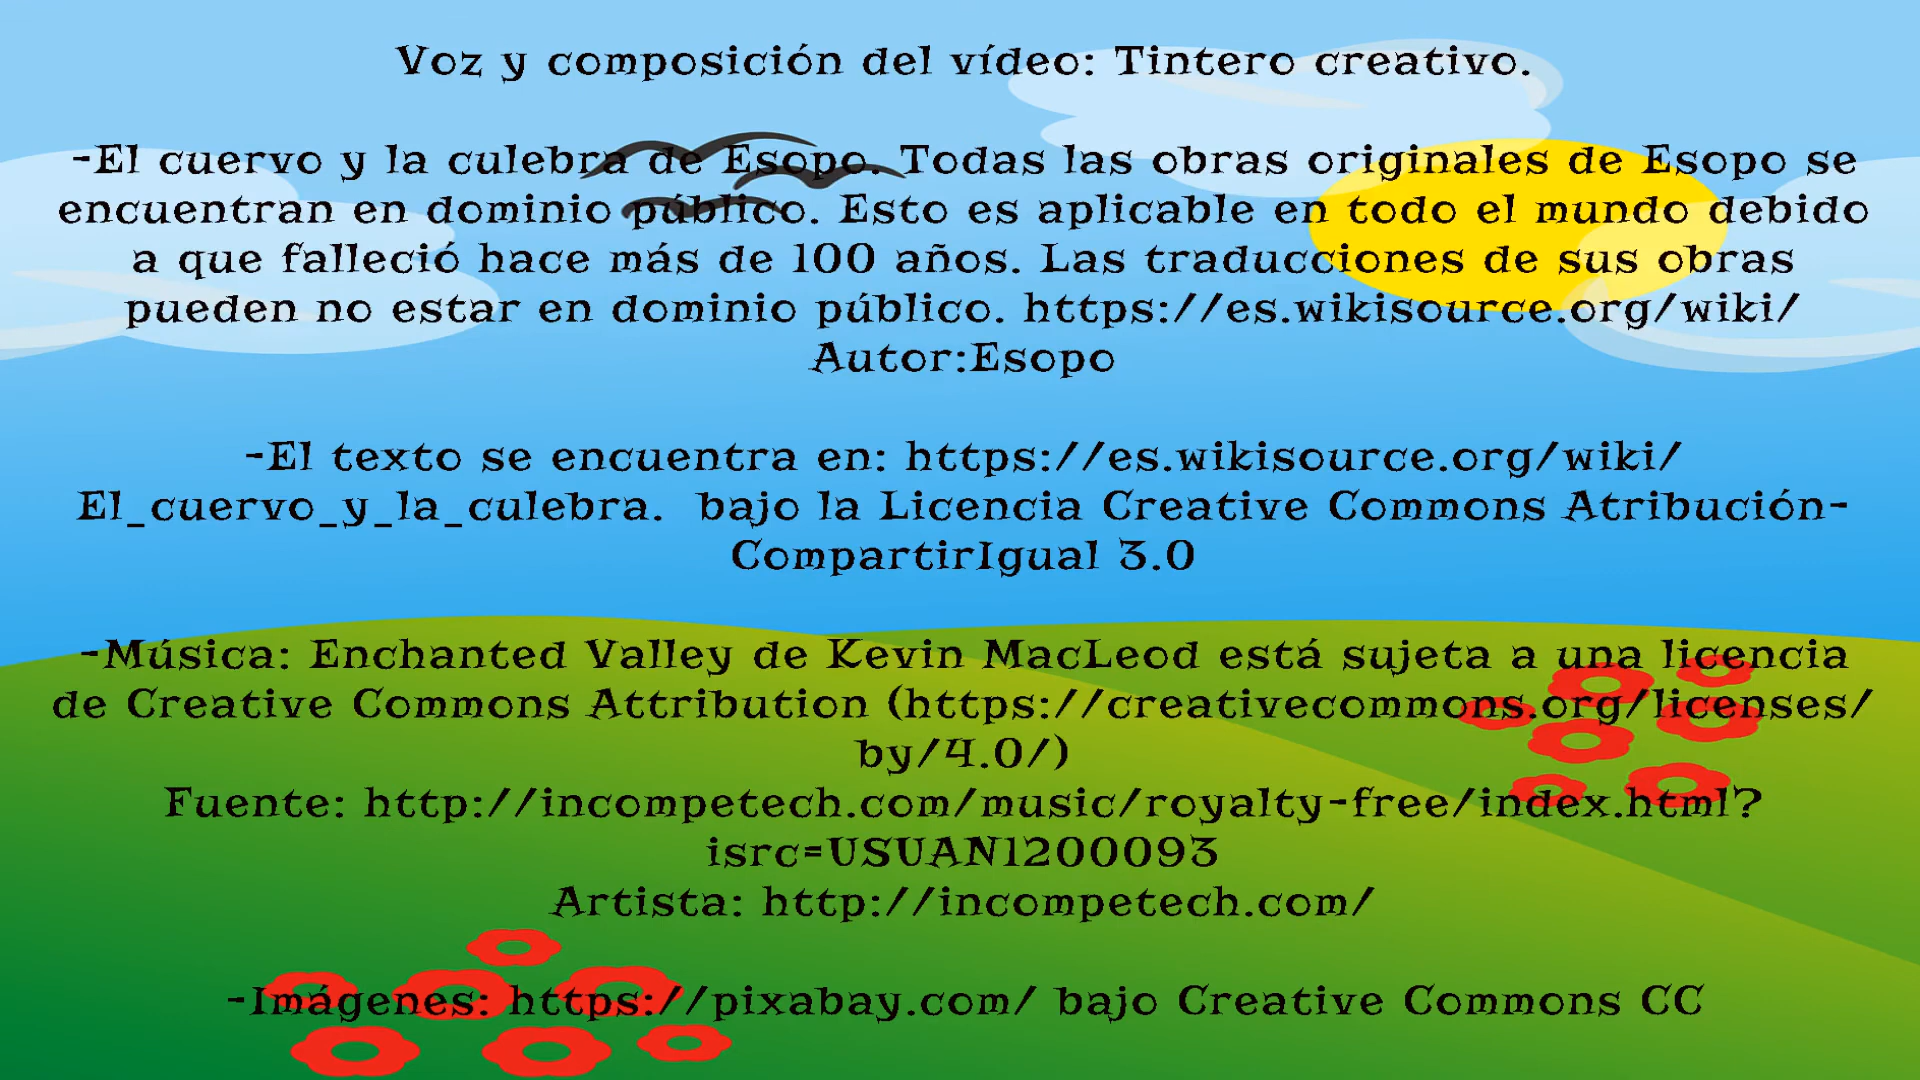 Voz y composición del vídeo: Tintero creativo.
-El cuervo y la culebra de Esopo. Todas las obras originales de Esopo se
encuentran en dominio público. Esto es aplicable en todo el mundo debido
a que falleció hace más de 100 años. Las traducciones de sus obras
pueden no estar en dominio público. https://es.wikisource.org/wiki/
Autor:Esopo
-El texto se encuentra en: https://es.wikisource.org/wiki/
El_cuervo_y_la_culebra.  bajo la Licencia Creative Commons Atribución-
CompartirIgual 3.0
-Música: Enchanted Valley de Kevin MacLeod está sujeta a una licencia
de Creative Commons Attribution (https://creativecommons.org/licenses/
by/4.0/)
Fuente: http://incompetech.com/music/royalty-free/index.html?
isrc=USUAN1200093
Artista: http://incompetech.com/
-Imágenes: https://pixabay.com/ bajo Creative Commons CC